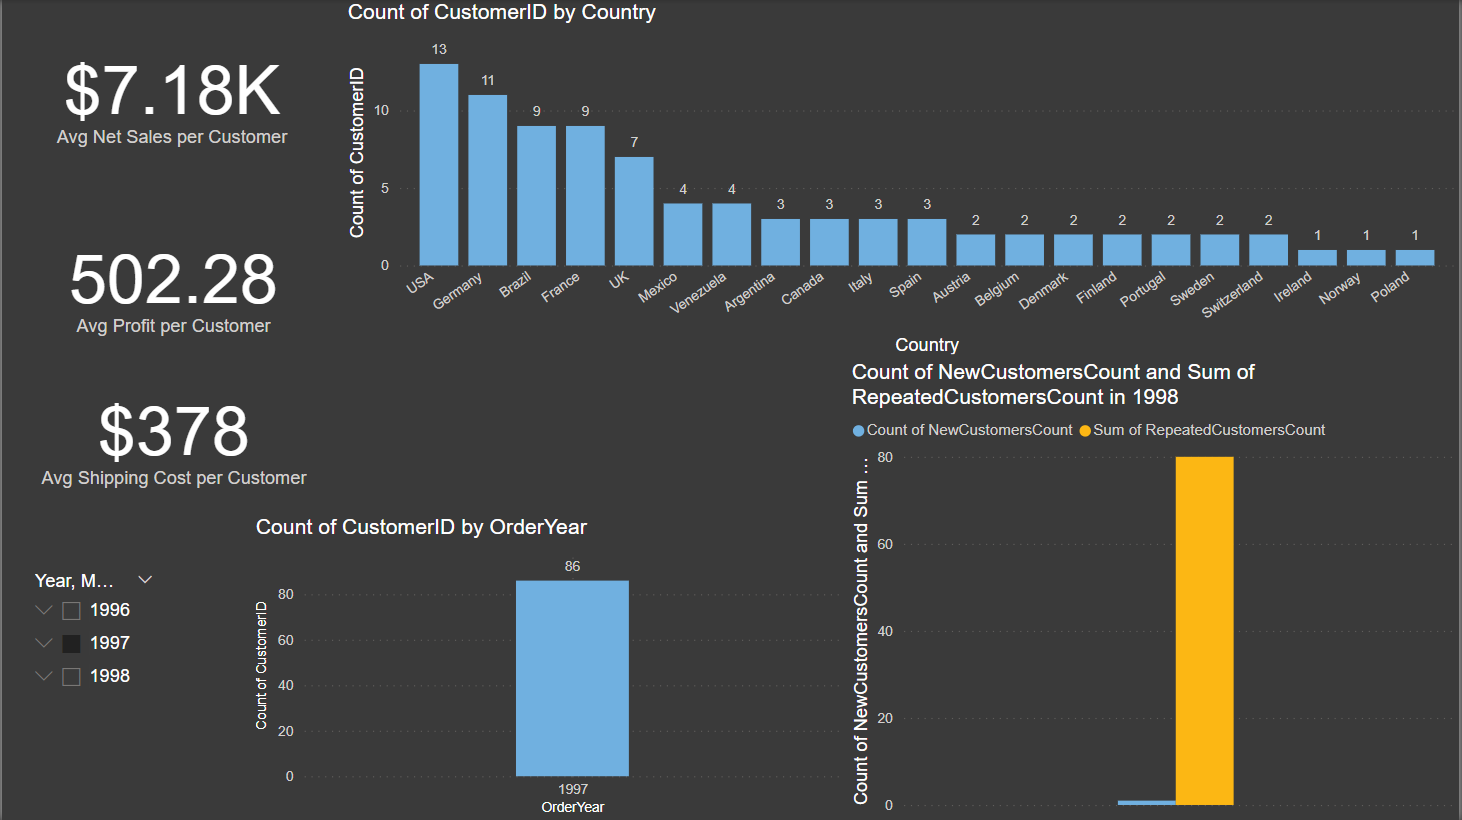 Count of CustomerID by Country
$7.18K
Avg Net Sales per Customer
502.28
Avg Profit per Customer
$378
Avg Shipping Cost per Customer
Count of CustomerID
10
5
0
13
11
9
9
7
4
4
3
3
3
3
2
2
2
2
2
2
2
1
1
1
USA
Germany
Brazil
France
UK
Mexico
Venezuela
Argentina
Canada
Italy
Spain
Austria
Belgium
Denmark
Finland
Portugal
Sweden
Switzerland
Ireland
Norway
Poland
Country
Count of NewCustomersCount and Sum of
RepeatedCustomersCount in 1998
Count of NewCustomersCount
Sum of RepeatedCustomersCount
Count of NewCustomersCount and Sum ...
80
60
40
20
0
Year, M...
1996
1997
1998
Count of CustomerID by OrderYear
Count of CustomerID
80
60
40
20
0
86
1997
OrderYear